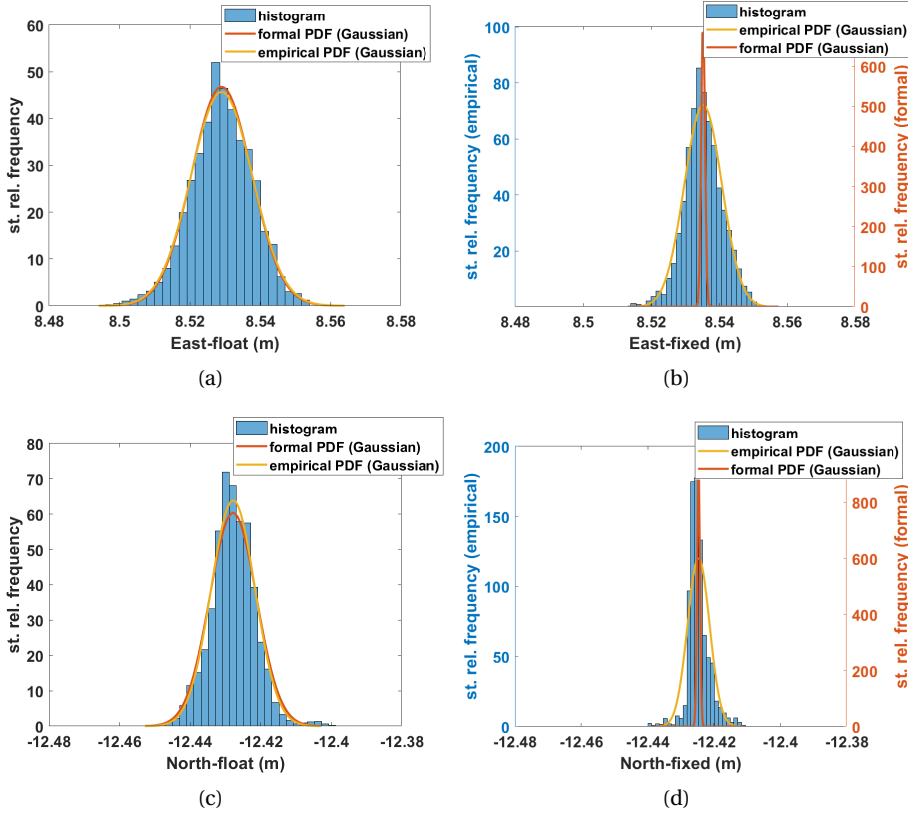 histogram
formal PDF (Gaussian)
empirical PDF (Gaussian)
60
50
40
30
20
10
0
st. rel. frequency
8.48 8.5 8.52 8.54 8.56 8.58
East-float (m)
(a)
histogram
empirical PDF (Gaussian)
formal PDF (Gaussian)
100
80
60
40
20
st. rel. frequency (empirical)
600
500
400
300
200
100
0
st. rel. frequency (formal)
8.48 8.5 8.52 8.54 8.56 8.58
East-fixed (m)
(b)
histogram
formal PDF (Gaussian)
empirical PDF (Gaussian)
80
70
60
50
40
30
20
10
0
st. rel. frequency
-12.48 -12.46 -12.44 -12.42 -12.4 -12.38
North-float (m)
(c)
histogram
empirical PDF (Gaussian)
formal PDF (Gaussian)
200
150
100
50
0
st. rel. frequency (empirical)
800
600
400
200
0
st. rel. frequency (formal)
-12.48 -12.46 -12.44 -12.42 -12.4 -12.38
North-fixed (m)
(d)